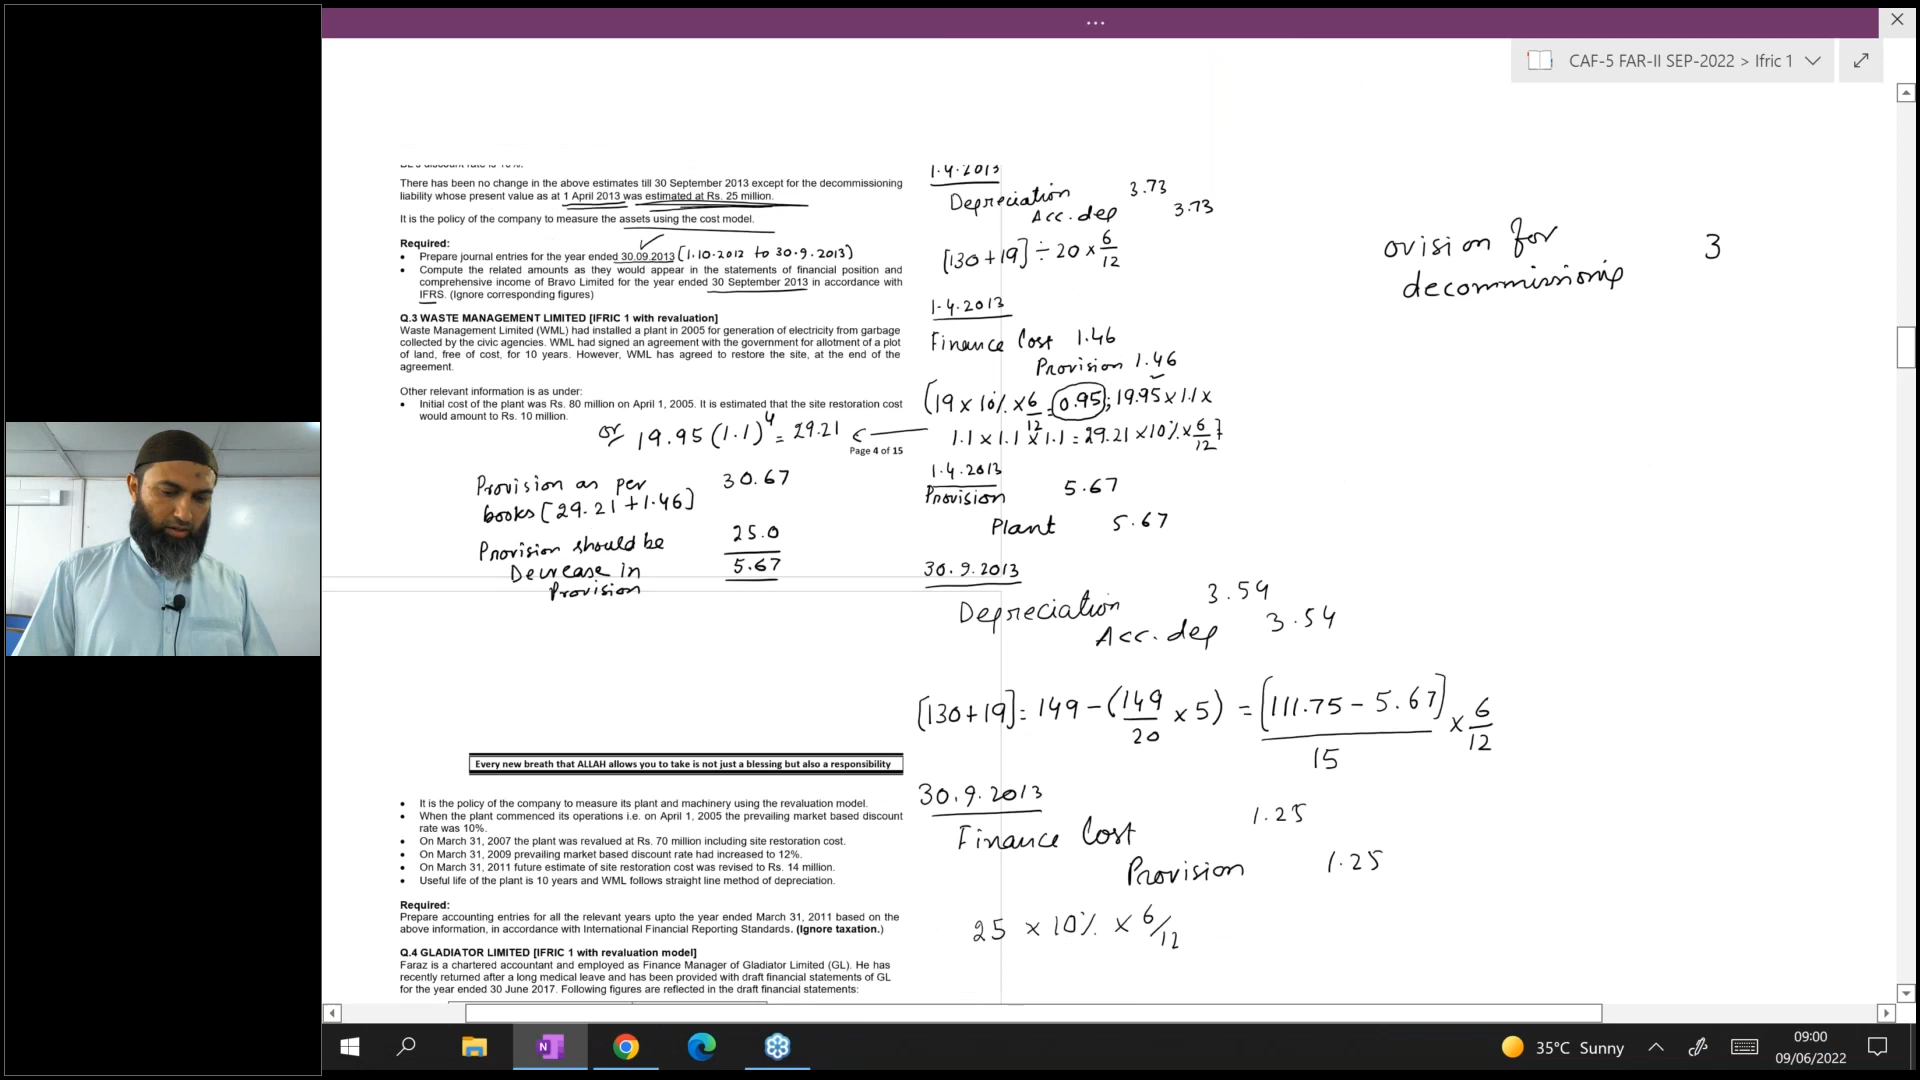 CAF-5 FAR-II SEP-2022 > Ifric 1
There has been no change in the above estimates till 30 September 2013 except for the decommissioning
liability whose present value as at 1 April 2013 was estimated at Rs. 25 million.
It is the policy of the company to measure the assets using the cost model.
Required:
• Prepare journal entries for the year ended 30.09.2013 (1.10.2012 to 30.9.2013)
• Compute the related amounts as they would appear in the statements of financial position and
comprehensive income of Bravo Limited for the year ended 30 September 2013 in accordance with
IFRS. (Ignore corresponding figures)
Q.3 WASTE MANAGEMENT LIMITED [IFRIC 1 with revaluation]
Waste Management Limited (WML) had installed a plant in 2005 for generation of electricity from garbage
collected by the civic agencies. WML had signed an agreement with the government for allotment of a plot
of land, free of cost, for 10 years. However, WML has agreed to restore the site, at the end of the
agreement.
Other relevant information is as under:
• Initial cost of the plant was Rs. 80 million on April 1, 2005. It is estimated that the site restoration cost
would amount to Rs. 10 million.
or 19.95 (1.1)^4 = 29.21
Page 4 of 15
Provision as per 30.67
books [29.21 + 1.46]
Provision should be 25.0
Decrease in 5.67
Provision
Every new breath that ALLAH allows you to take is not just a blessing but also a responsibility
• It is the policy of the company to measure its plant and machinery using the revaluation model.
• When the plant commenced its operations i.e. on April 1, 2005 the prevailing market based discount
rate was 10%.
• On March 31, 2007 the plant was revalued at Rs. 70 million including site restoration cost.
• On March 31, 2009 prevailing market based discount rate had increased to 12%.
• On March 31, 2011 future estimate of site restoration cost was revised to Rs. 14 million.
• Useful life of the plant is 10 years and WML follows straight line method of depreciation.
Required:
Prepare accounting entries for all the relevant years upto the year ended March 31, 2011 based on the
above information, in accordance with International Financial Reporting Standards. (Ignore taxation.)
Q.4 GLADIATOR LIMITED [IFRIC 1 with revaluation model]
Faraz is a chartered accountant and employed as Finance Manager of Gladiator Limited (GL). He has
recently returned after a long medical leave and has been provided with draft financial statements of GL
for the year ended 30 June 2017. Following figures are reflected in the draft financial statements:
1.4.2013
Depreciation 3.73
Acc. dep 3.73
[130+19] ÷ 20 × 6/12
1.4.2013
Finance Cost 1.46
Provision 1.46
(19 × 10% × 6/12 = 0.95; 19.95 × 1.1 ×
1.1 × 1.1 × 1.1 = 29.21 × 10% × 6/12}
1.4.2013
Provision 5.67
Plant 5.67
30.9.2013
Depreciation 3.54
Acc. dep 3.54
[130+19] = 149 - (149/20 × 5) = [111.75 - 5.67]/15 × 6/12
30.9.2013
Finance Cost 1.25
Provision 1.25
25 × 10% × 6/12
ovision for 3
decommissioning
35°C Sunny
09:00
09/06/2022